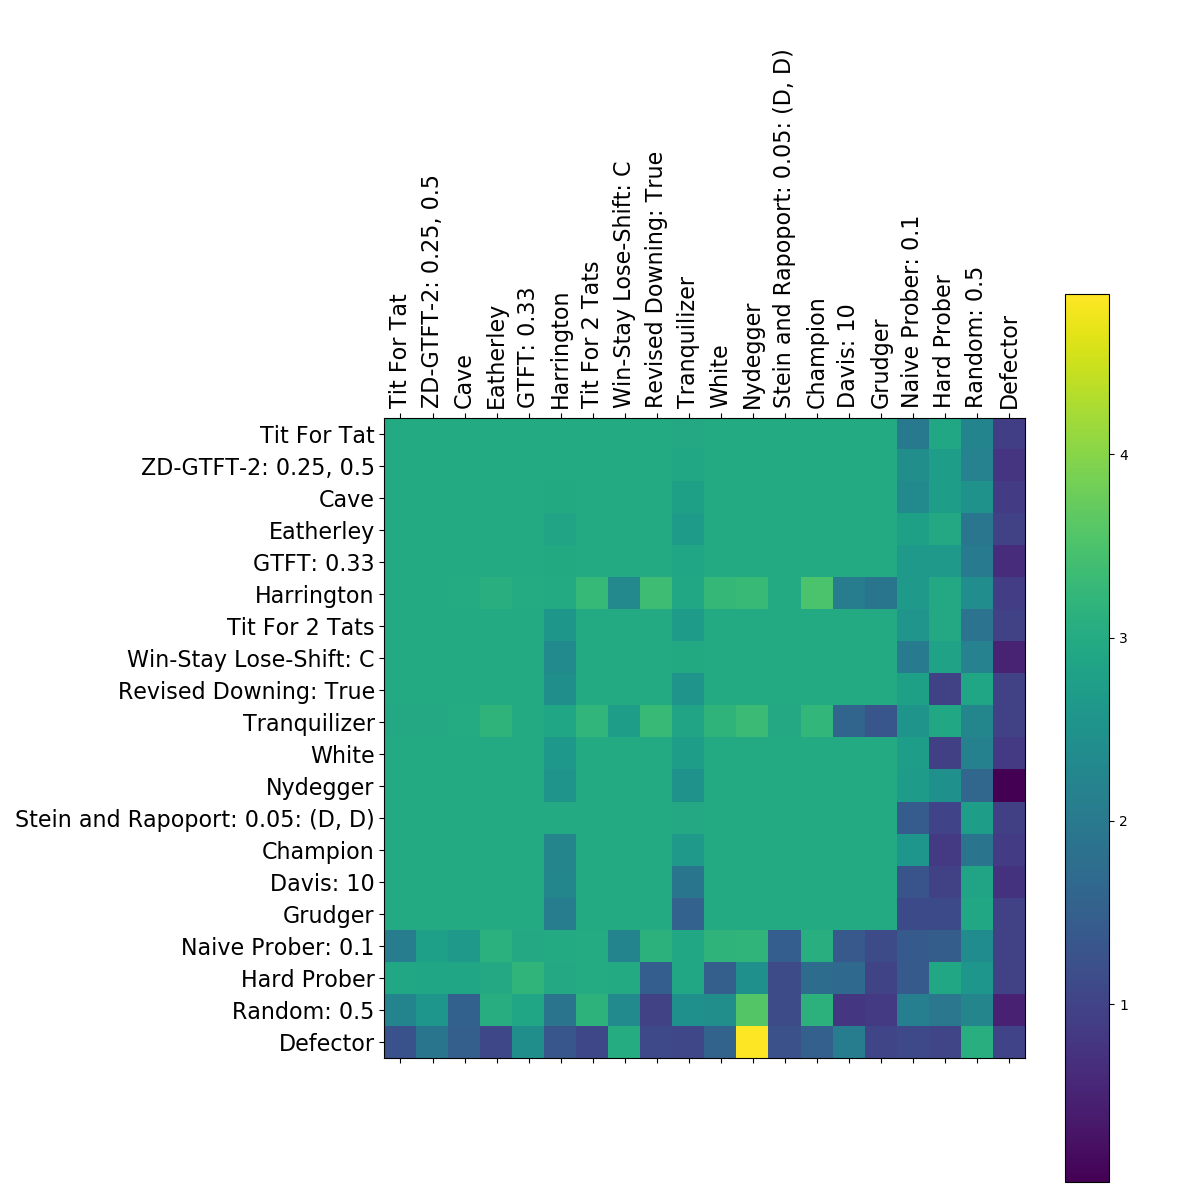 Tit For Tat
ZD-GTFT-2: 0.25, 0.5
Cave
Eatherley
GTFT: 0.33
Harrington
Tit For 2 Tats
Win-Stay Lose-Shift: C
Revised Downing: True
Tranquilizer
White
Nydegger
Stein and Rapoport: 0.05: (D, D)
Champion
Davis: 10
Grudger
Naive Prober: 0.1
Hard Prober
Random: 0.5
Defector
Tit For Tat
ZD-GTFT-2: 0.25, 0.5
Cave
Eatherley
GTFT: 0.33
Harrington
Tit For 2 Tats
Win-Stay Lose-Shift: C
Revised Downing: True
Tranquilizer
White
Nydegger
Stein and Rapoport: 0.05: (D, D)
Champion
Davis: 10
Grudger
Naive Prober: 0.1
Hard Prober
Random: 0.5
Defector
4
3
2
1